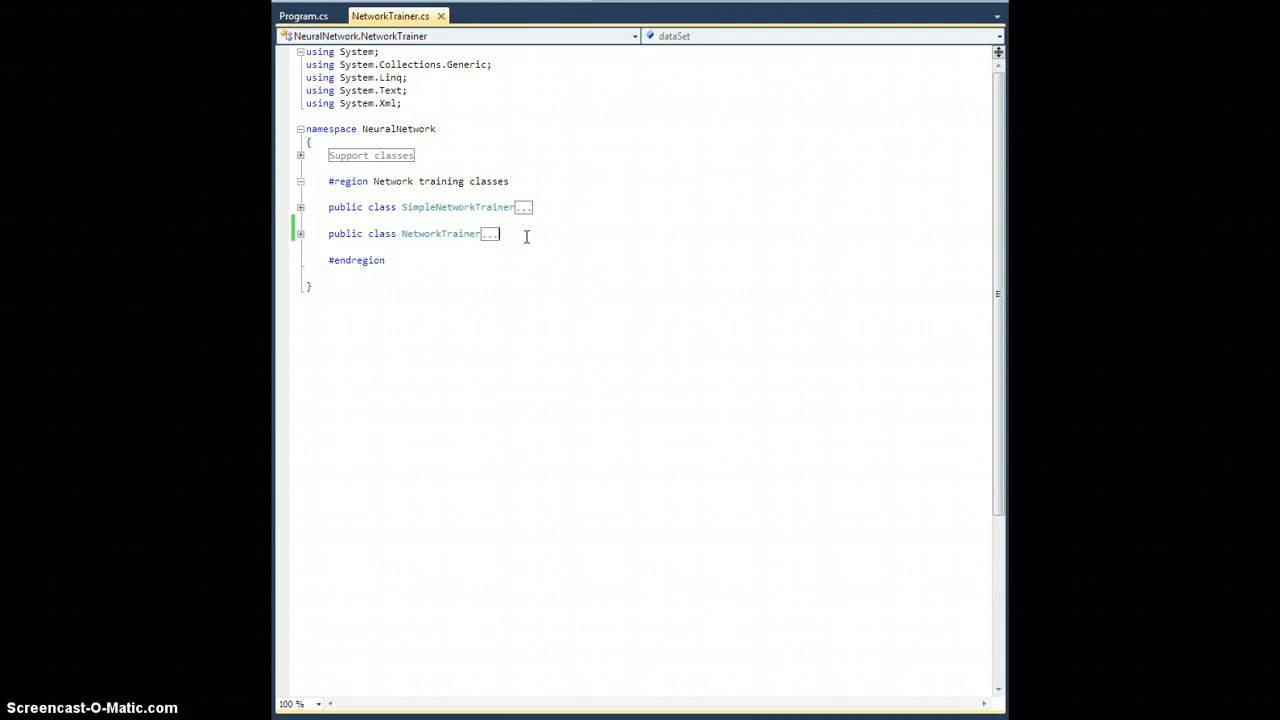 Program.cs NetworkTrainer.cs
NeuralNetwork.NetworkTrainer dataSet
using System;
using System.Collections.Generic;
using System.Linq;
using System.Text;
using System.Xml;
namespace NeuralNetwork
{
Support classes
#region Network training classes
public class SimpleNetworkTrainer...
public class NetworkTrainer...
#endregion
}
100 %
Screencast-O-Matic.com